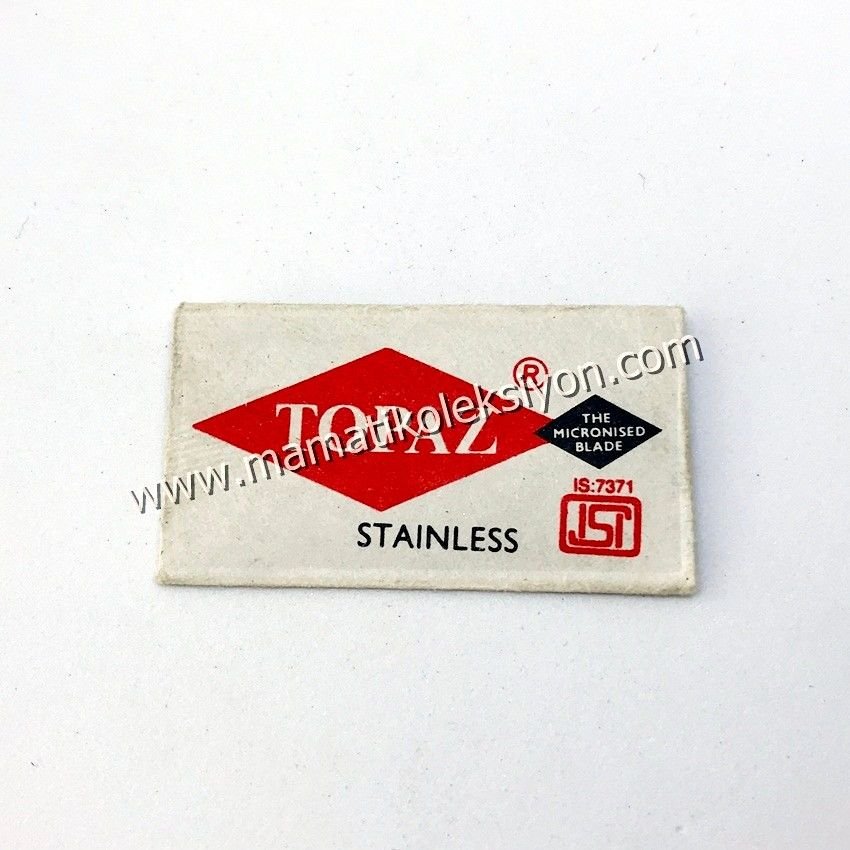 TOPAZ ®
THE
MICRONISED
BLADE
STAINLESS
IS:7371
ISI
www.mamatikoleksiyon.com